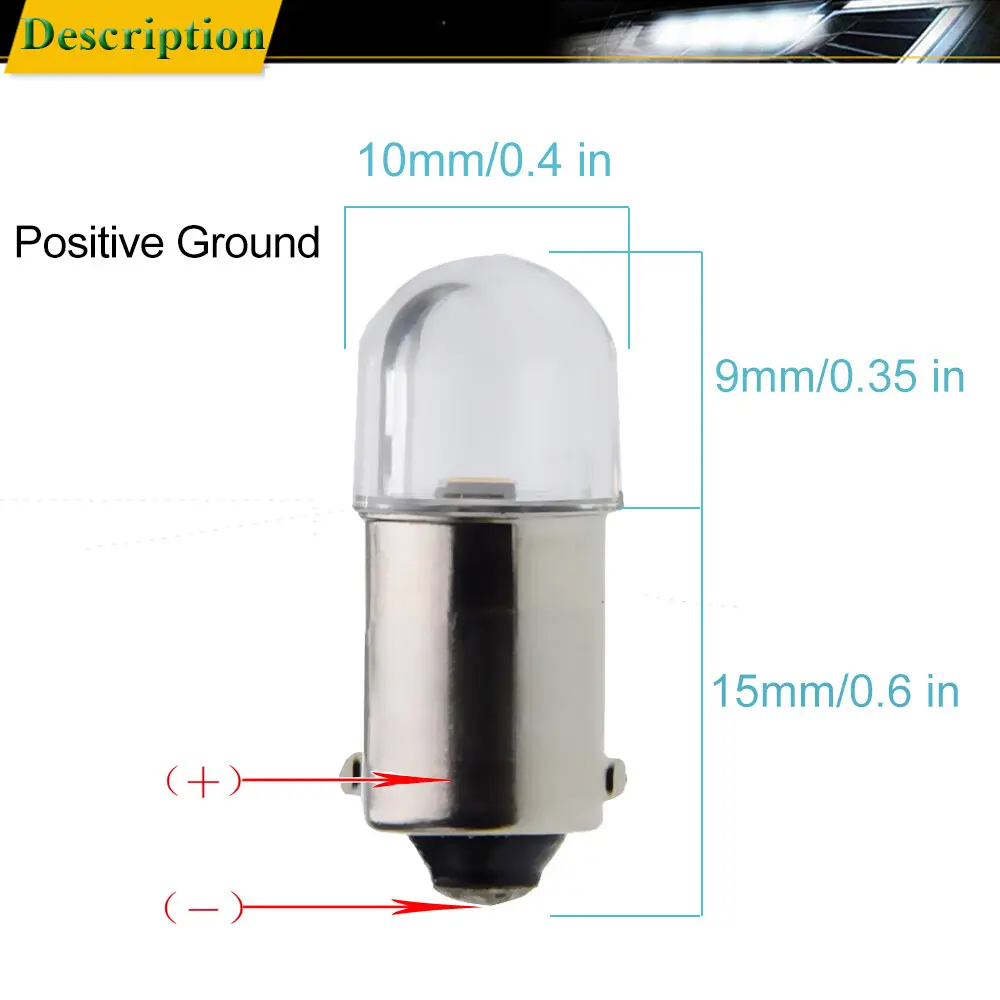 Description
10mm/0.4 in
Positive Ground
9mm/0.35 in
15mm/0.6 in
(+)
(-)